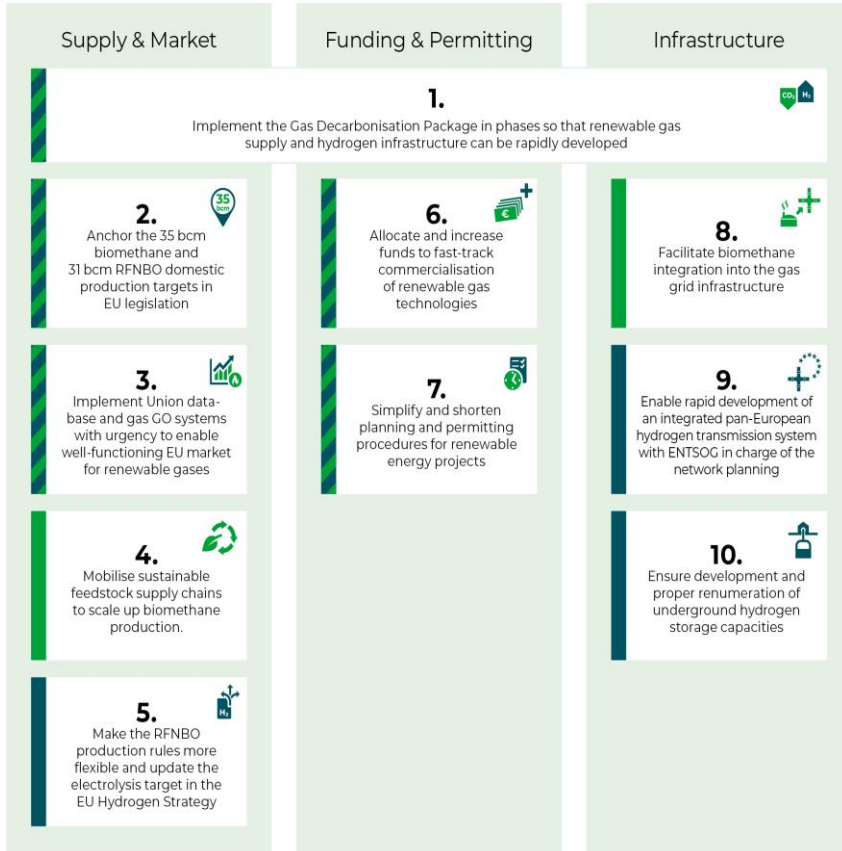 Supply & Market
Funding & Permitting
Infrastructure
1.
CO₂
H₂
Implement the Gas Decarbonisation Package in phases so that renewable gas
supply and hydrogen infrastructure can be rapidly developed
2.
35
bcm
Anchor the 35 bcm
biomethane and
31 bcm RFNBO domestic
production targets in
EU legislation
3.
Implement Union data-
base and gas GO systems
with urgency to enable
well-functioning EU market
for renewable gases
4.
Mobilise sustainable
feedstock supply chains
to scale up biomethane
production.
5.
H₂
Make the RFNBO
production rules more
flexible and update the
electrolysis target in the
EU Hydrogen Strategy
6.
€
Allocate and increase
funds to fast-track
commercialisation
of renewable gas
technologies
7.
Simplify and shorten
planning and permitting
procedures for renewable
energy projects
8.
Facilitate biomethane
integration into the gas
grid infrastructure
9.
Enable rapid development of
an integrated pan-European
hydrogen transmission system
with ENTSOG in charge of the
network planning
10.
Ensure development and
proper renumeration of
underground hydrogen
storage capacities